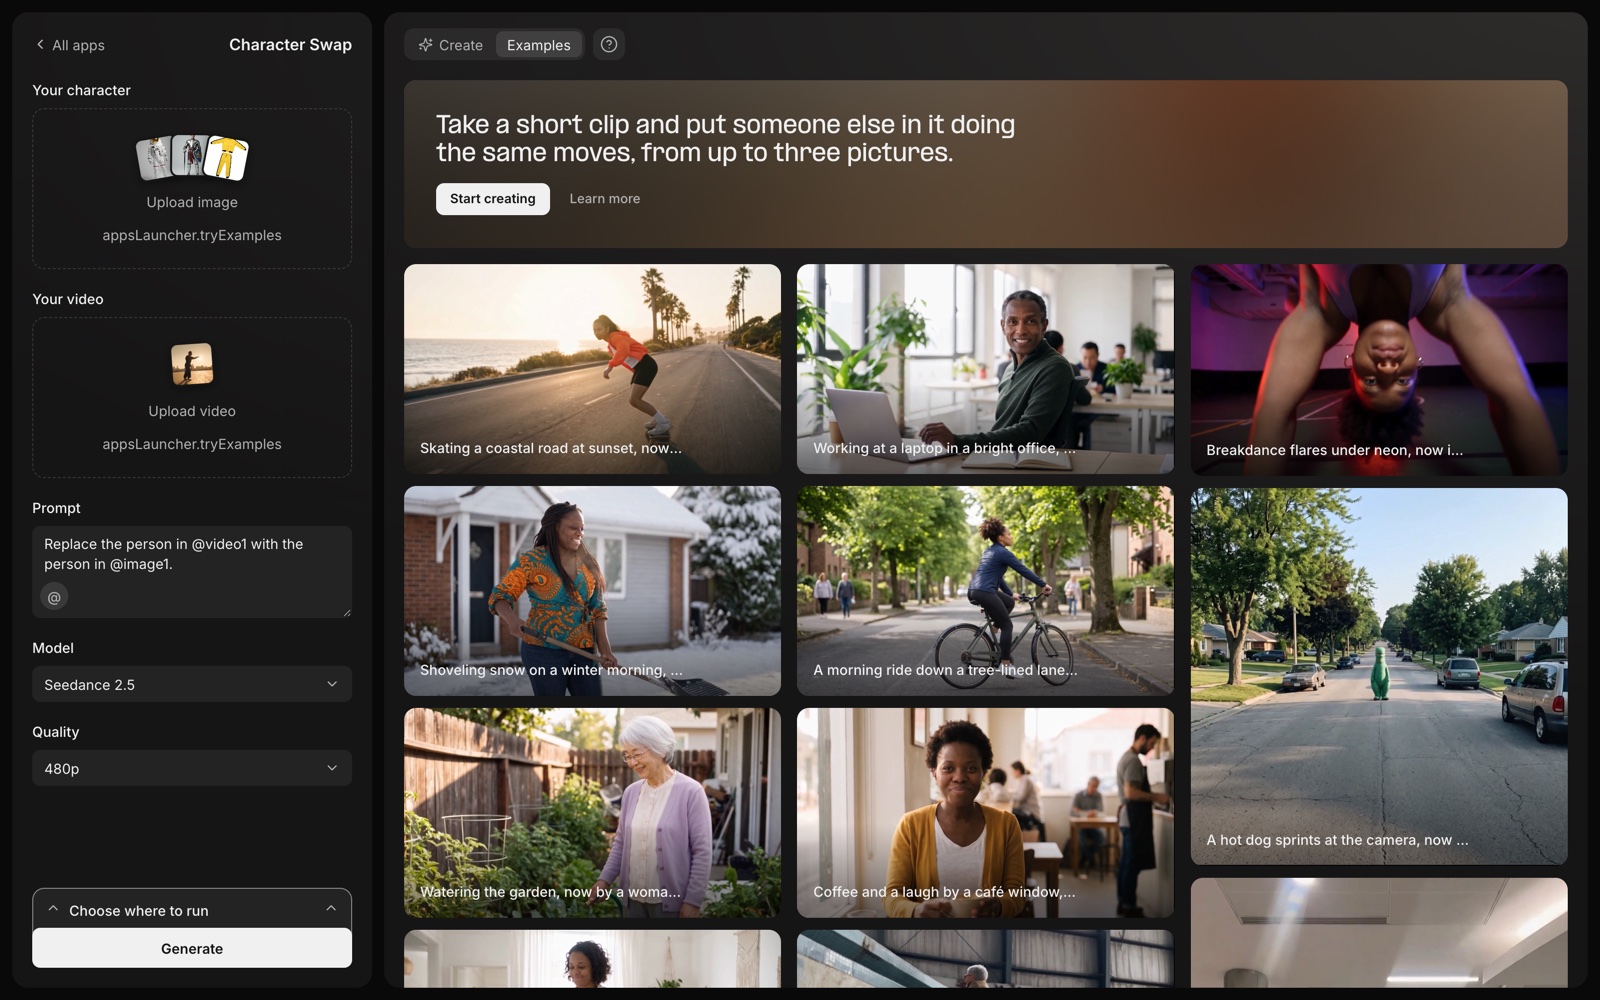 All apps
Character Swap
Your character
Upload image
appsLauncher.tryExamples
Your video
Upload video
appsLauncher.tryExamples
Prompt
Replace the person in @video1 with the
person in @image1.
@
Model
Seedance 2.5
Quality
480p
Choose where to run
Generate
Create
Examples
?
Take a short clip and put someone else in it doing
the same moves, from up to three pictures.
Start creating
Learn more
Skating a coastal road at sunset, now...
Working at a laptop in a bright office, ...
Breakdance flares under neon, now i...
Shoveling snow on a winter morning, ...
A morning ride down a tree-lined lane...
A hot dog sprints at the camera, now ...
Watering the garden, now by a woma...
Coffee and a laugh by a café window,...